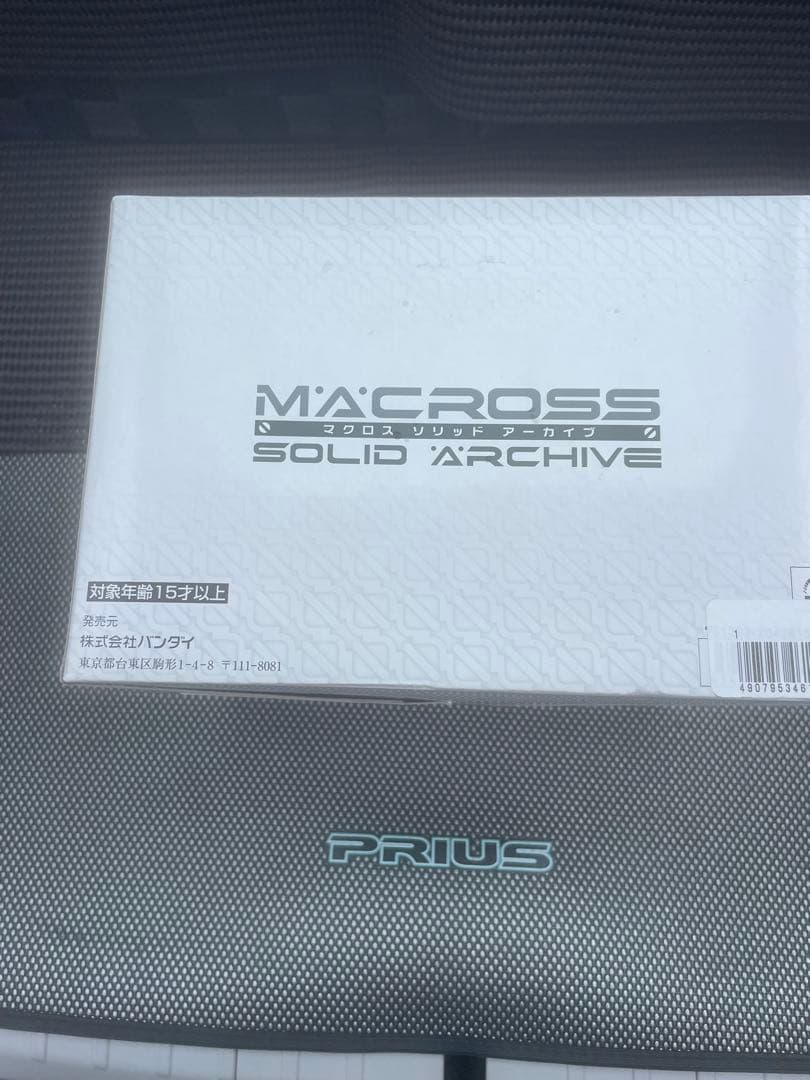 MACROSS
マクロス ソリッド アーカイブ
SOLID ARCHIVE
対象年齢15才以上
発売元
株式会社バンダイ
東京都台東区駒形1-4-8 〒111-8081
1
490795346
PRIUS